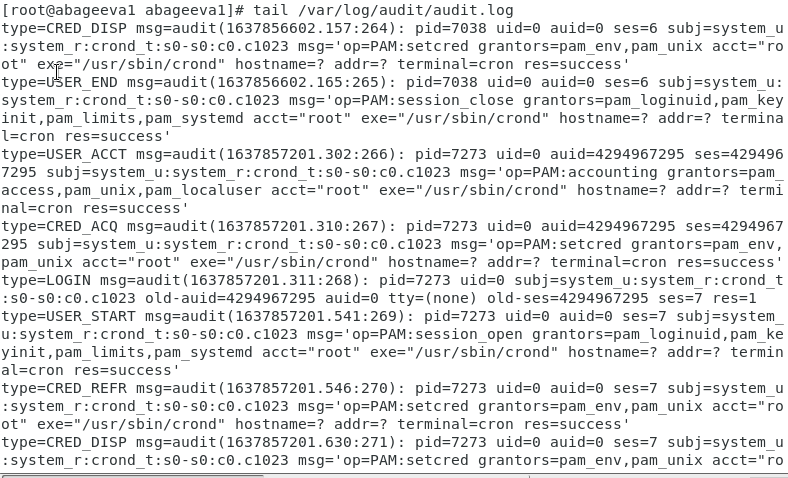 [root@abageeva1 abageeva1]# tail /var/log/audit/audit.log
type=CRED_DISP msg=audit(1637856602.157:264): pid=7038 uid=0 auid=0 ses=6 subj=system_u
:system_r:crond_t:s0-s0:c0.c1023 msg='op=PAM:setcred grantors=pam_env,pam_unix acct="ro
ot" exe="/usr/sbin/crond" hostname=? addr=? terminal=cron res=success'
type=USER_END msg=audit(1637856602.165:265): pid=7038 uid=0 auid=0 ses=6 subj=system_u:
system_r:crond_t:s0-s0:c0.c1023 msg='op=PAM:session_close grantors=pam_loginuid,pam_key
init,pam_limits,pam_systemd acct="root" exe="/usr/sbin/crond" hostname=? addr=? termina
l=cron res=success'
type=USER_ACCT msg=audit(1637857201.302:266): pid=7273 uid=0 auid=4294967295 ses=429496
7295 subj=system_u:system_r:crond_t:s0-s0:c0.c1023 msg='op=PAM:accounting grantors=pam_
access,pam_unix,pam_localuser acct="root" exe="/usr/sbin/crond" hostname=? addr=? termi
nal=cron res=success'
type=CRED_ACQ msg=audit(1637857201.310:267): pid=7273 uid=0 auid=4294967295 ses=4294967
295 subj=system_u:system_r:crond_t:s0-s0:c0.c1023 msg='op=PAM:setcred grantors=pam_env,
pam_unix acct="root" exe="/usr/sbin/crond" hostname=? addr=? terminal=cron res=success'
type=LOGIN msg=audit(1637857201.311:268): pid=7273 uid=0 subj=system_u:system_r:crond_t
:s0-s0:c0.c1023 old-auid=4294967295 auid=0 tty=(none) old-ses=4294967295 ses=7 res=1
type=USER_START msg=audit(1637857201.541:269): pid=7273 uid=0 auid=0 ses=7 subj=system_
u:system_r:crond_t:s0-s0:c0.c1023 msg='op=PAM:session_open grantors=pam_loginuid,pam_ke
yinit,pam_limits,pam_systemd acct="root" exe="/usr/sbin/crond" hostname=? addr=? termin
al=cron res=success'
type=CRED_REFR msg=audit(1637857201.546:270): pid=7273 uid=0 auid=0 ses=7 subj=system_u
:system_r:crond_t:s0-s0:c0.c1023 msg='op=PAM:setcred grantors=pam_env,pam_unix acct="ro
ot" exe="/usr/sbin/crond" hostname=? addr=? terminal=cron res=success'
type=CRED_DISP msg=audit(1637857201.630:271): pid=7273 uid=0 auid=0 ses=7 subj=system_u
:system_r:crond_t:s0-s0:c0.c1023 msg='op=PAM:setcred grantors=pam_env,pam_unix acct="ro